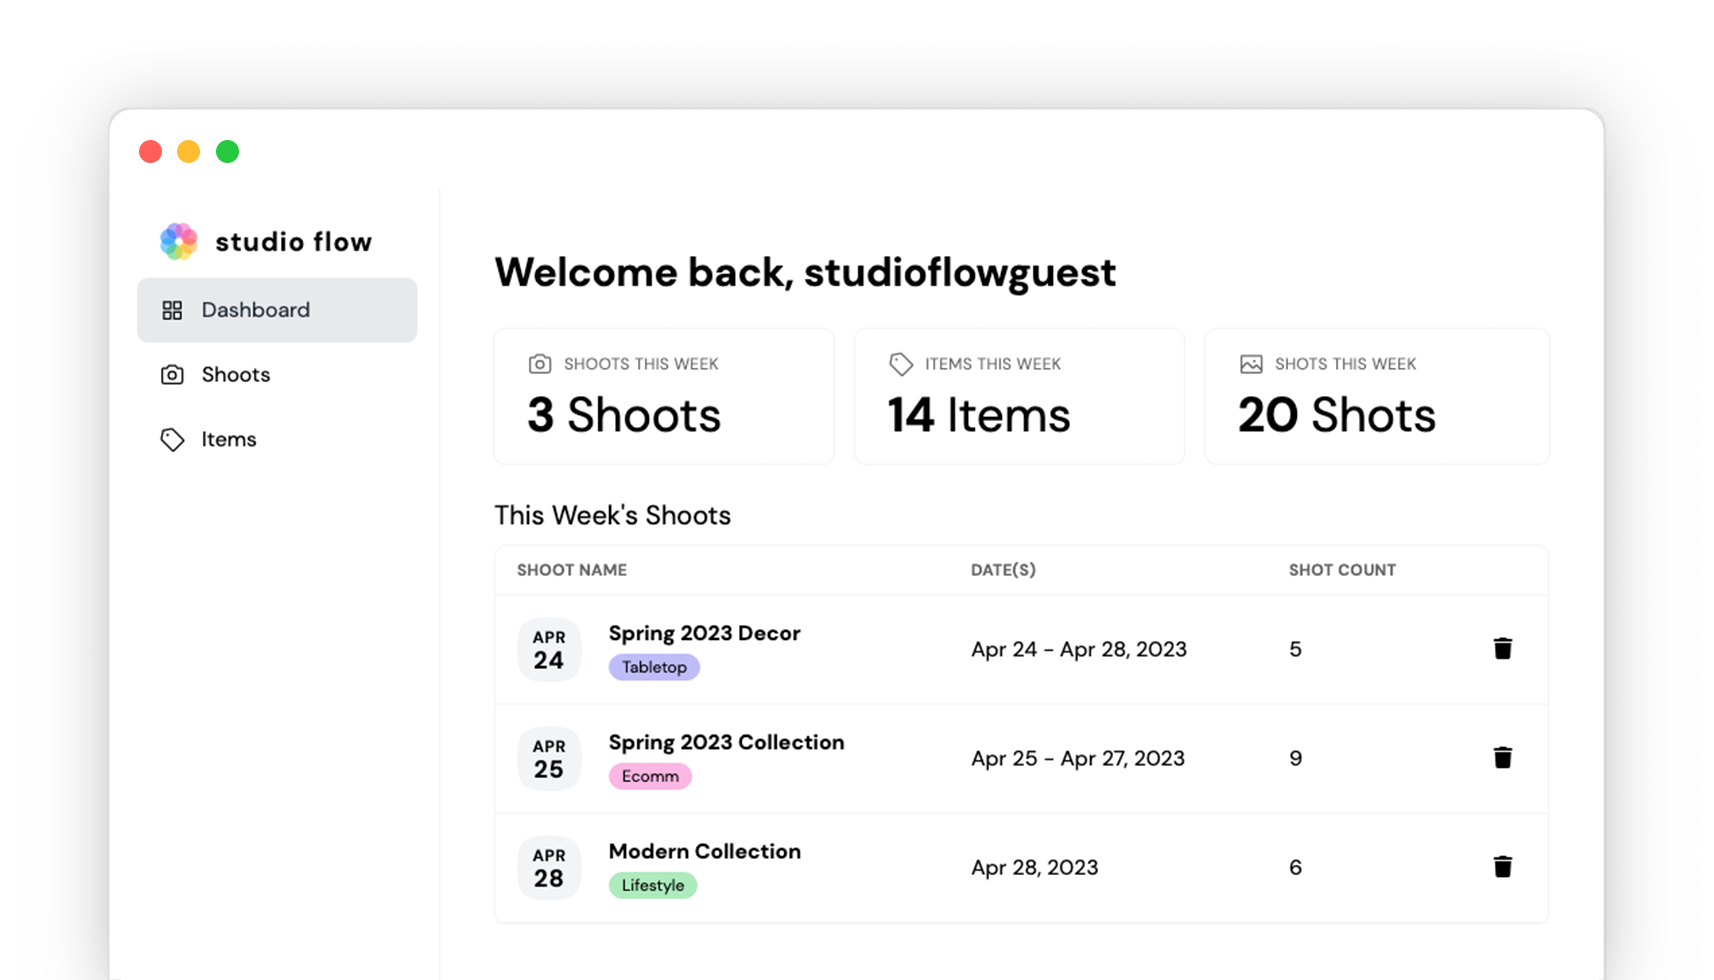 studio flow
Dashboard
Shoots
Items
Welcome back, studioflowguest
SHOOTS THIS WEEK
3 Shoots
ITEMS THIS WEEK
14 Items
SHOTS THIS WEEK
20 Shots
This Week's Shoots
SHOOT NAME DATE(S) SHOT COUNT
APR
24
Spring 2023 Decor
Tabletop
Apr 24 - Apr 28, 2023
5
APR
25
Spring 2023 Collection
Ecomm
Apr 25 - Apr 27, 2023
9
APR
28
Modern Collection
Lifestyle
Apr 28, 2023
6